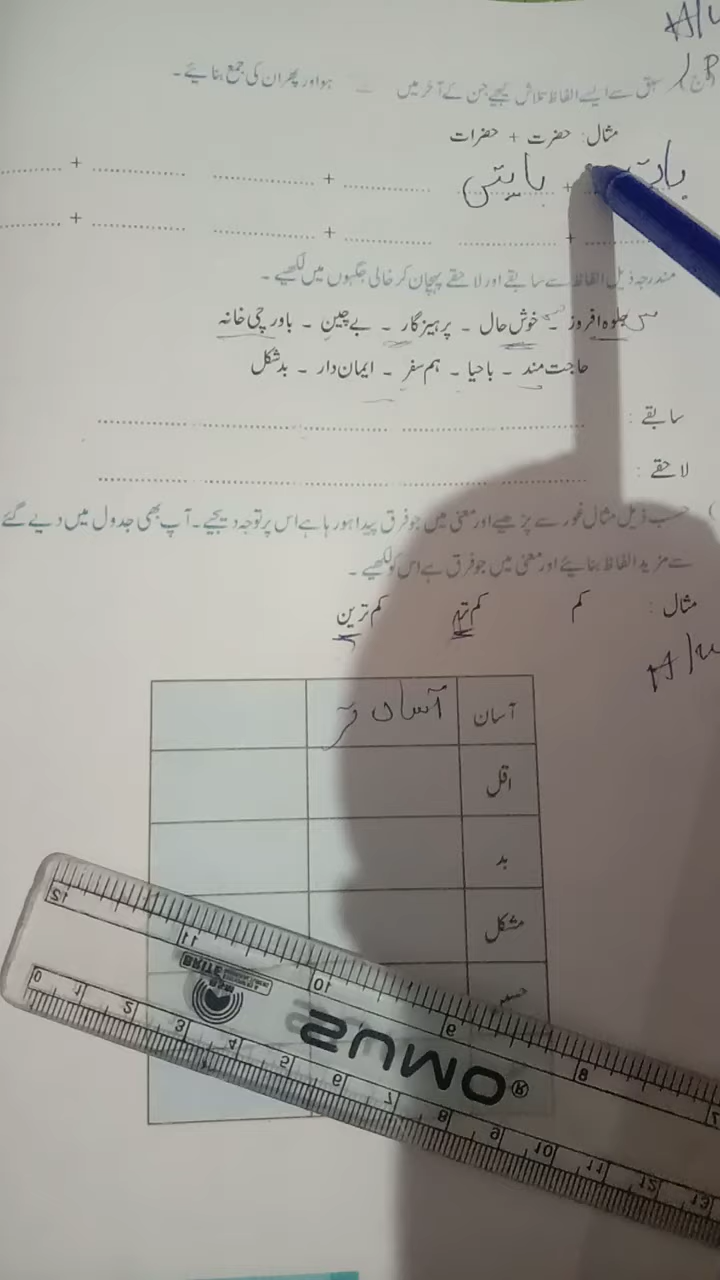 H/W
سبق سے ایسے الفاظ تلاش کیجیے جن کے آخر میں ت ہو اور پھر ان کی جمع بنائیے۔
مثال: حضرت + حضرات
بات + باتیں ........ + ........ ........ + ........
........ + ........ ........ + ........ ........ + ........
مندرجہ ذیل الفاظ سے سابقے اور لاحقے پہچان کر خالی جگہوں میں لکھیے۔
جلوہ افروز - خوش حال - پرہیزگار - بے چین - باورچی خانہ
حاجت مند - باحیا - ہم سفر - ایمان دار - بدشکل
سابقے :
لاحقے :
حسب ذیل مثال غور سے پڑھیے اور معنی میں جو فرق پیدا ہو رہا ہے اس پر توجہ دیجیے۔ آپ بھی جدول میں دیے گئے
سے مزید الفاظ بنائیے اور معنی میں جو فرق ہے اس کو لکھیے۔
مثال : کم کم تر کم ترین
H/W
آسان آسان تر
اقل
بد
مشکل
OMUS®